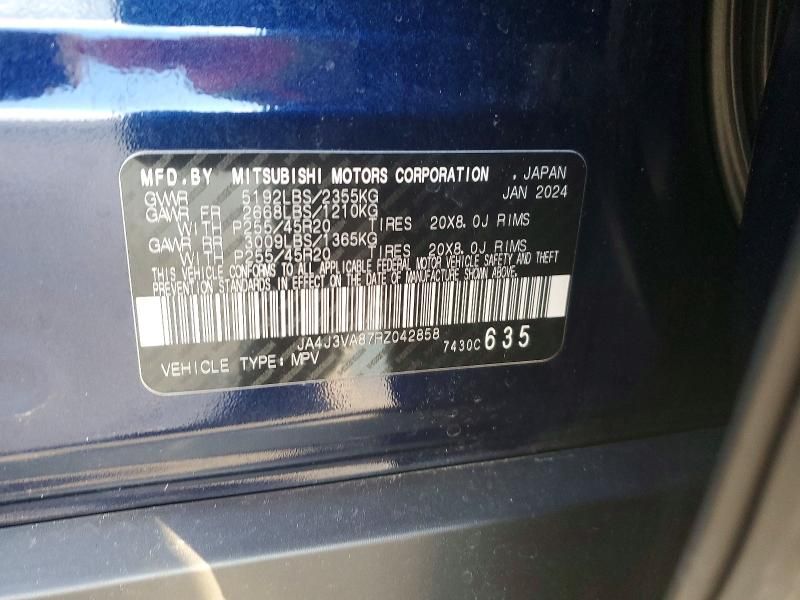 MFD.BY MITSUBISHI MOTORS CORPORATION , JAPAN
GVWR 5192LBS/2355KG JAN 2024
GAWR FR 2668LBS/1210KG
WITH P255/45R20 TIRES 20X8.0J RIMS
GAWR RR 3009LBS/1365KG
WITH P255/45R20 TIRES 20X8.0J RIMS
THIS VEHICLE CONFORMS TO ALL APPLICABLE FEDERAL MOTOR VEHICLE SAFETY AND THEFT
PREVENTION STANDARDS IN EFFECT ON THE DATE OF MANUFACTURE SHOWN ABOVE.
JA4J3VA87RZ042858
7430C 635
VEHICLE TYPE: MPV